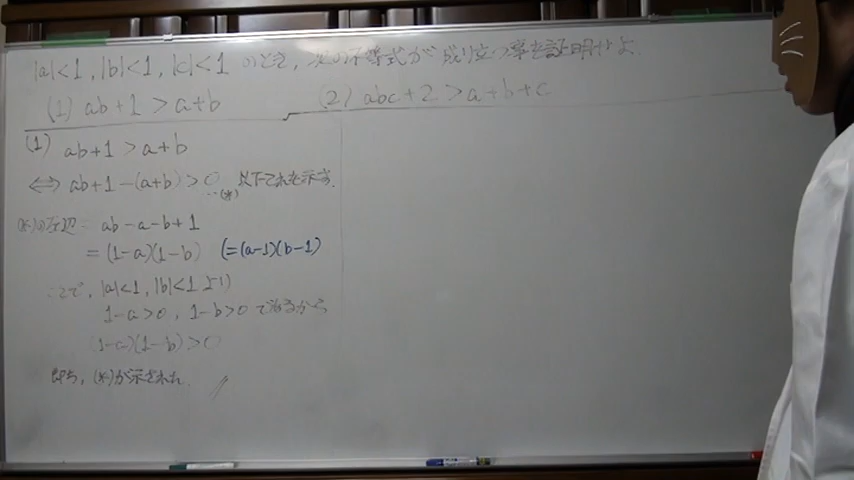 |a|<1, |b|<1, |c|<1 のとき, 次の不等式が成り立つ事を証明せよ.
(1) ab+1 > a+b (2) abc+2 > a+b+c
(1) ab+1 > a+b
⇔ ab+1-(a+b) > 0 …(*) 以下これを示す.
(*)の左辺 = ab-a-b+1
= (1-a)(1-b) (=(a-1)(b-1))
ここで, |a|<1, |b|<1 より
1-a>0, 1-b>0 であるから
(1-a)(1-b)>0
即ち, (*)が示された.